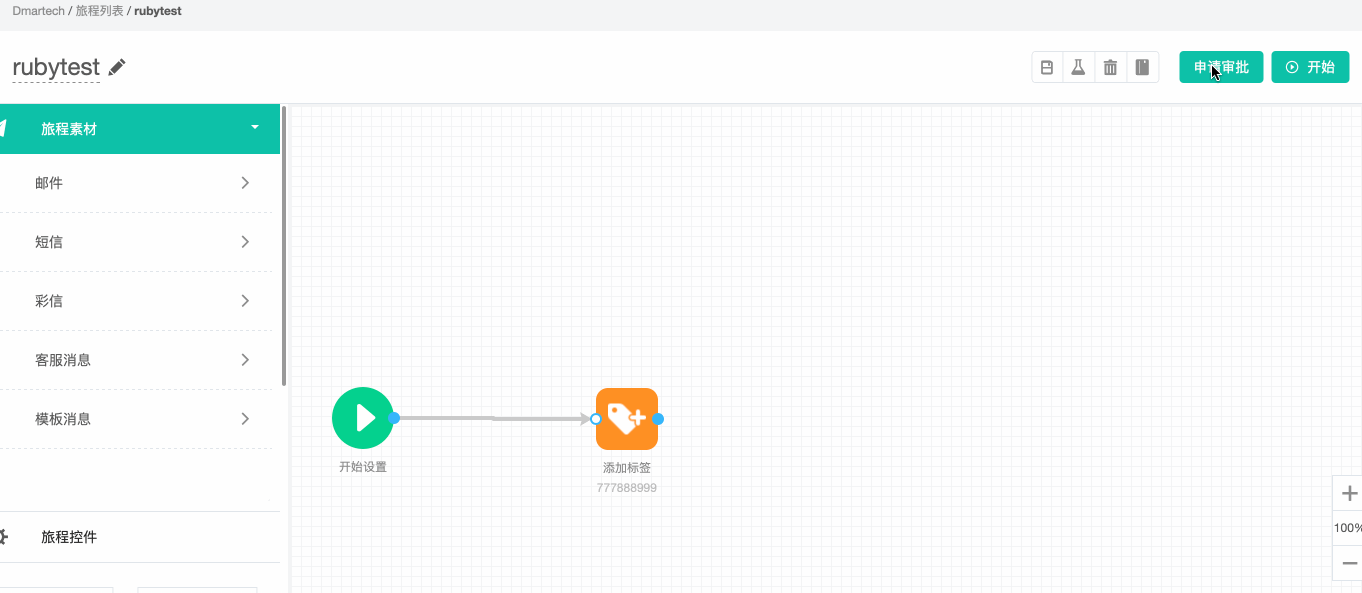 Dmartech / 旅程列表 / rubytest
rubytest
申请审批
开始
旅程素材
邮件
短信
彩信
客服消息
模板消息
旅程控件
开始设置
添加标签
777888999
100%